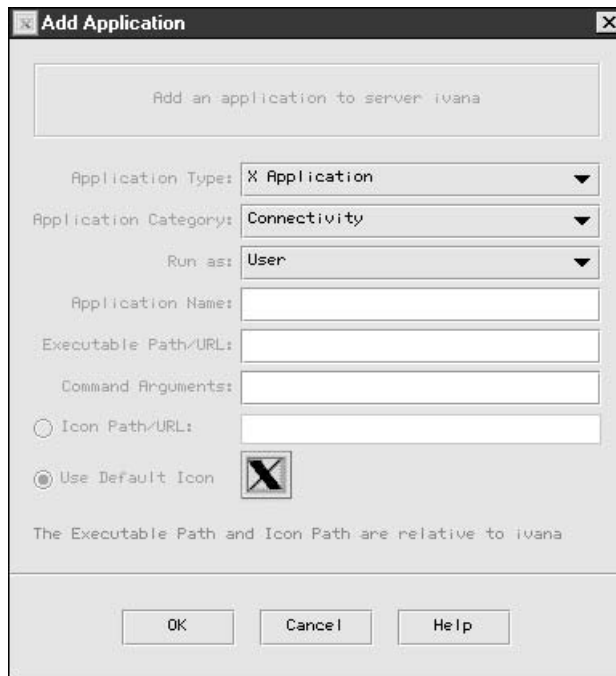 Add Application
Add an application to server ivana
Application Type: X Application
Application Category: Connectivity
Run as: User
Application Name:
Executable Path/URL:
Command Arguments:
Icon Path/URL:
Use Default Icon
The Executable Path and Icon Path are relative to ivana
OK Cancel Help